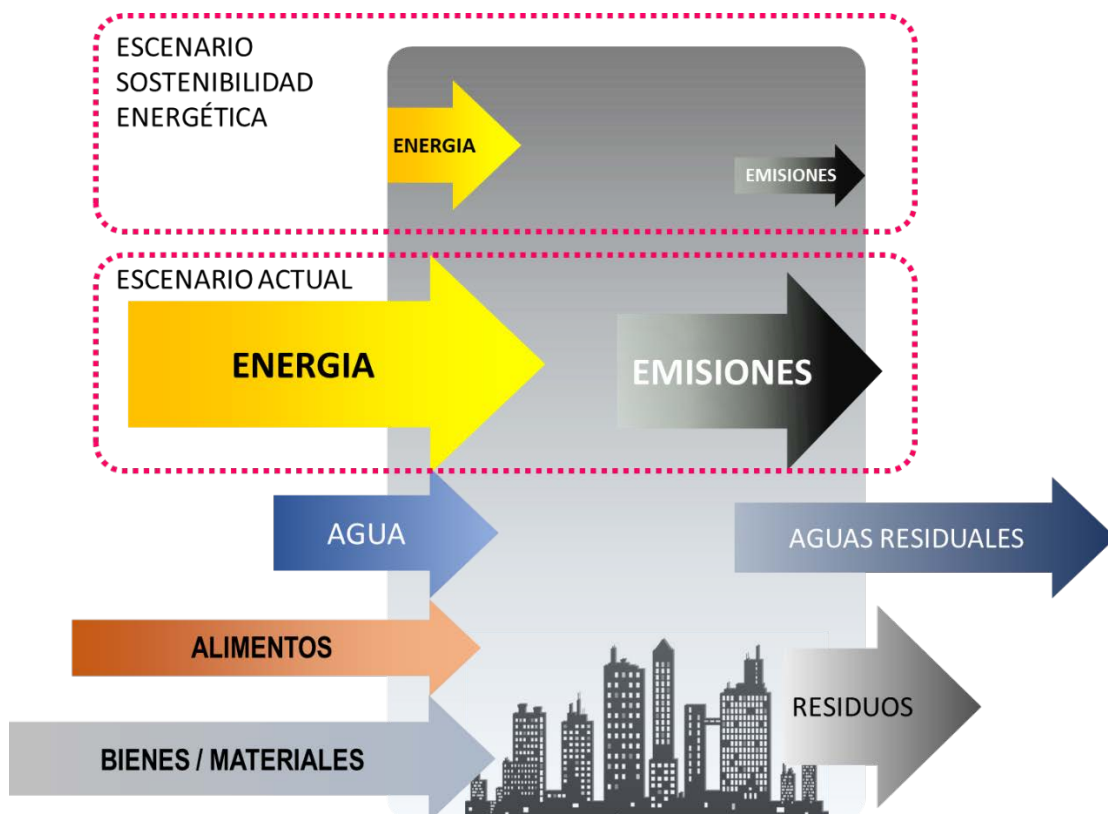 ESCENARIO
SOSTENIBILIDAD
ENERGÉTICA
ENERGIA
EMISIONES
ESCENARIO ACTUAL
ENERGIA
EMISIONES
AGUA
AGUAS RESIDUALES
ALIMENTOS
RESIDUOS
BIENES / MATERIALES